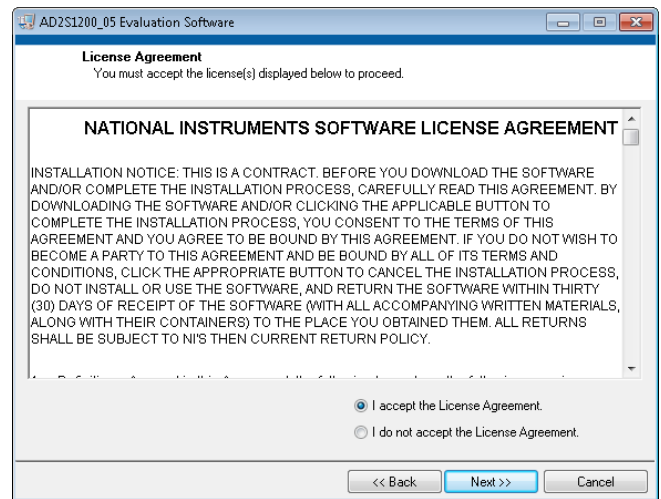 AD2S1200_05 Evaluation Software
License Agreement
You must accept the license(s) displayed below to proceed.
NATIONAL INSTRUMENTS SOFTWARE LICENSE AGREEMENT
INSTALLATION NOTICE: THIS IS A CONTRACT. BEFORE YOU DOWNLOAD THE SOFTWARE
AND/OR COMPLETE THE INSTALLATION PROCESS, CAREFULLY READ THIS AGREEMENT. BY
DOWNLOADING THE SOFTWARE AND/OR CLICKING THE APPLICABLE BUTTON TO
COMPLETE THE INSTALLATION PROCESS, YOU CONSENT TO THE TERMS OF THIS
AGREEMENT AND YOU AGREE TO BE BOUND BY THIS AGREEMENT. IF YOU DO NOT WISH TO
BECOME A PARTY TO THIS AGREEMENT AND BE BOUND BY ALL OF ITS TERMS AND
CONDITIONS, CLICK THE APPROPRIATE BUTTON TO CANCEL THE INSTALLATION PROCESS,
DO NOT INSTALL OR USE THE SOFTWARE, AND RETURN THE SOFTWARE WITHIN THIRTY
(30) DAYS OF RECEIPT OF THE SOFTWARE (WITH ALL ACCOMPANYING WRITTEN MATERIALS,
ALONG WITH THEIR CONTAINERS) TO THE PLACE YOU OBTAINED THEM. ALL RETURNS
SHALL BE SUBJECT TO NI'S THEN CURRENT RETURN POLICY.
I accept the License Agreement.
I do not accept the License Agreement.
<< Back
Next >>
Cancel